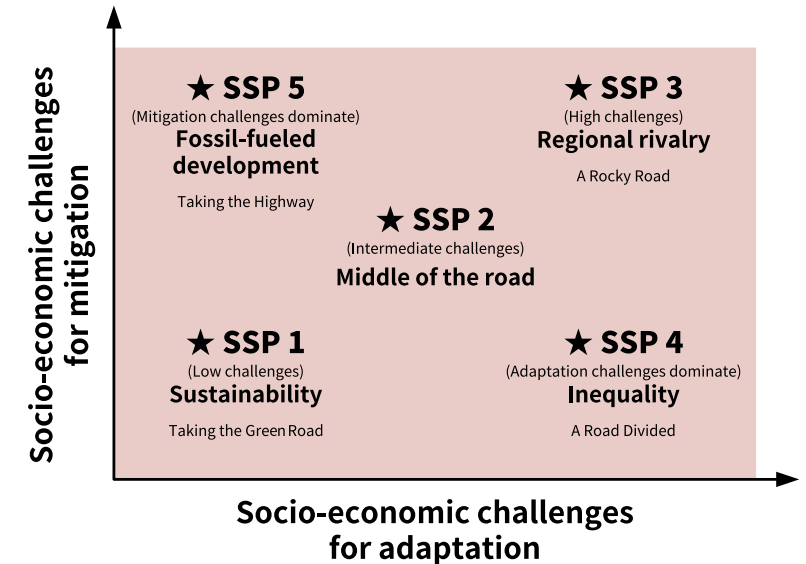 Socio-economic challenges
for mitigation
★ SSP 5
(Mitigation challenges dominate)
Fossil-fueled
development
Taking the Highway
★ SSP 3
(High challenges)
Regional rivalry
A Rocky Road
★ SSP 2
(Intermediate challenges)
Middle of the road
★ SSP 1
(Low challenges)
Sustainability
Taking the Green Road
★ SSP 4
(Adaptation challenges dominate)
Inequality
A Road Divided
Socio-economic challenges
for adaptation